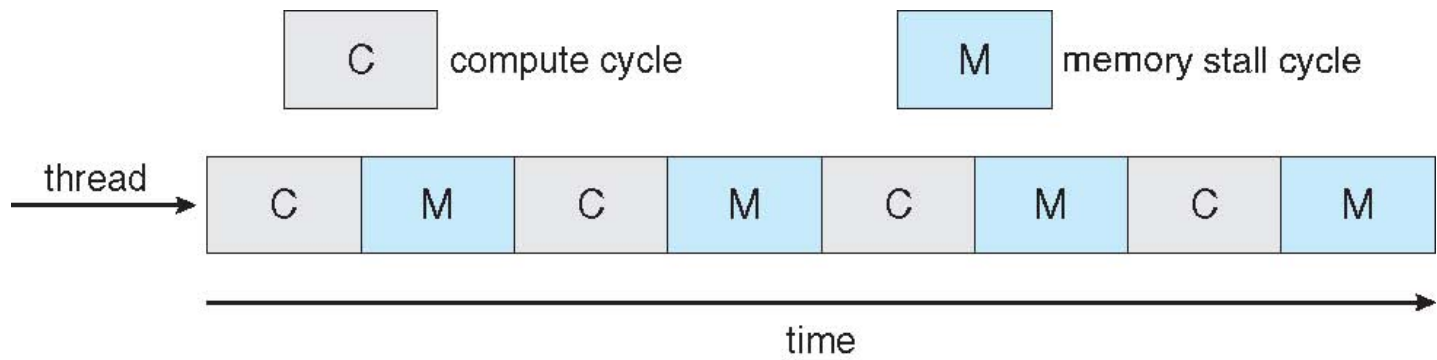 C compute cycle M memory stall cycle
thread
C M C M C M C M
time